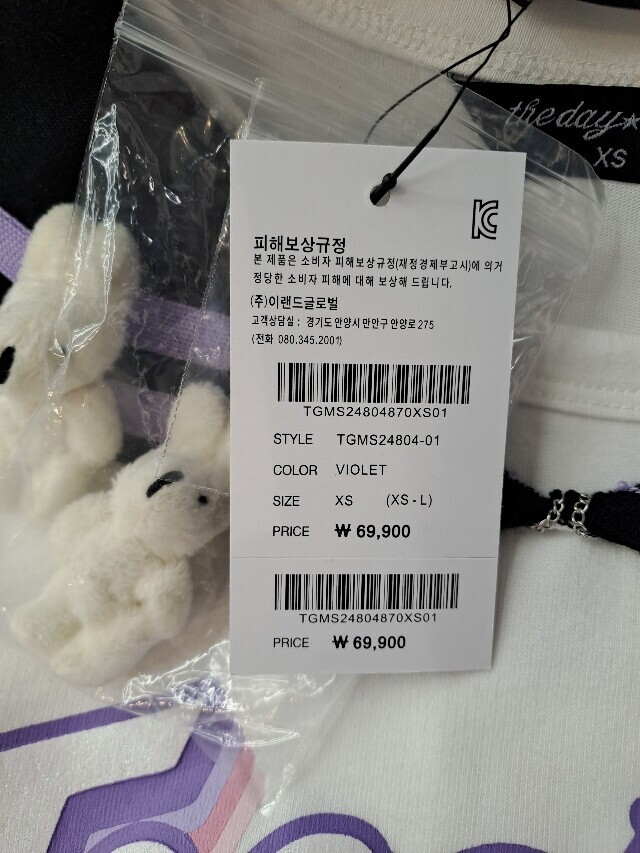 theday★
XS
피해보상규정
본 제품은 소비자 피해보상규정(재정경제부고시)에 의거
정당한 소비자 피해에 대해 보상해 드립니다.
(주)이랜드글로벌
고객상담실 : 경기도 안양시 만안구 안양로 275
(전화 080.345.2001)
TGMS24804870XS01
STYLE TGMS24804-01
COLOR VIOLET
SIZE XS (XS - L)
PRICE ₩ 69,900
TGMS24804870XS01
PRICE ₩ 69,900